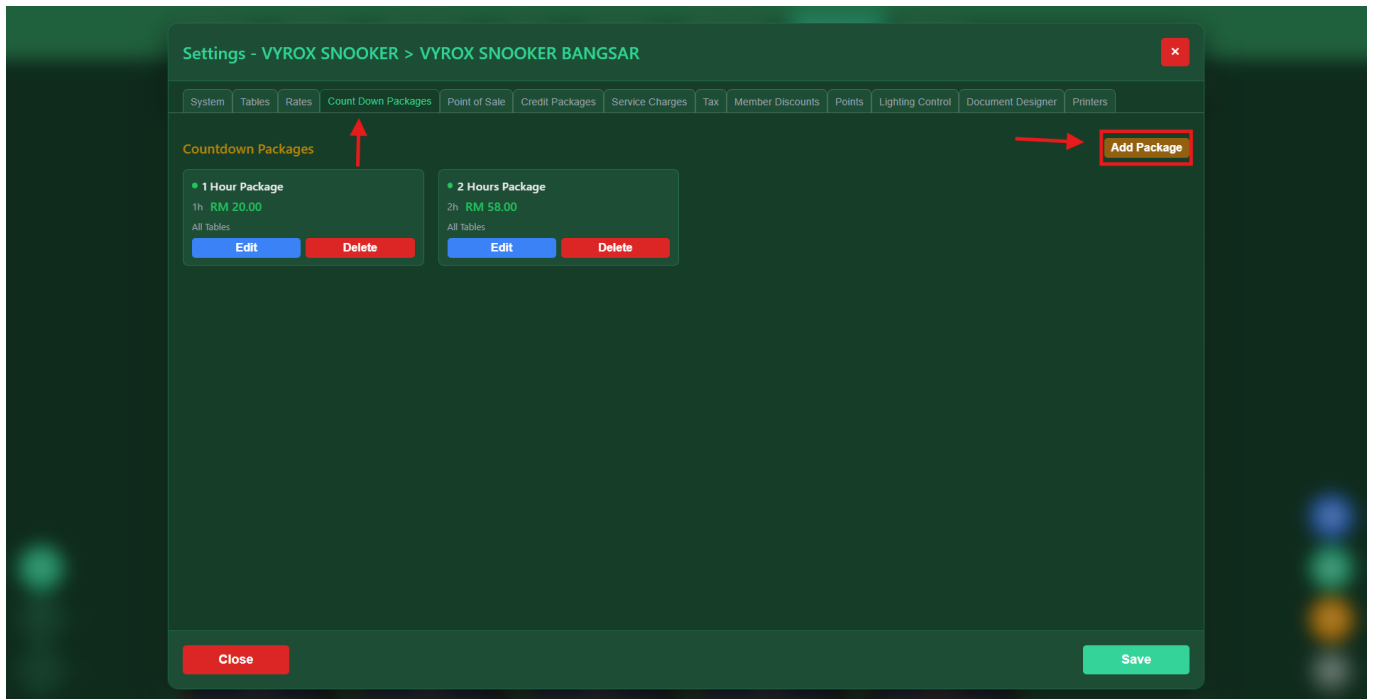 Settings - VYROX SNOOKER > VYROX SNOOKER BANGSAR
×
System Tables Rates Count Down Packages Point of Sale Credit Packages Service Charges Tax Member Discounts Points Lighting Control Document Designer Printers
Countdown Packages
Add Package
1 Hour Package
1h RM 20.00
All Tables
Edit Delete
2 Hours Package
2h RM 58.00
All Tables
Edit Delete
Close
Save